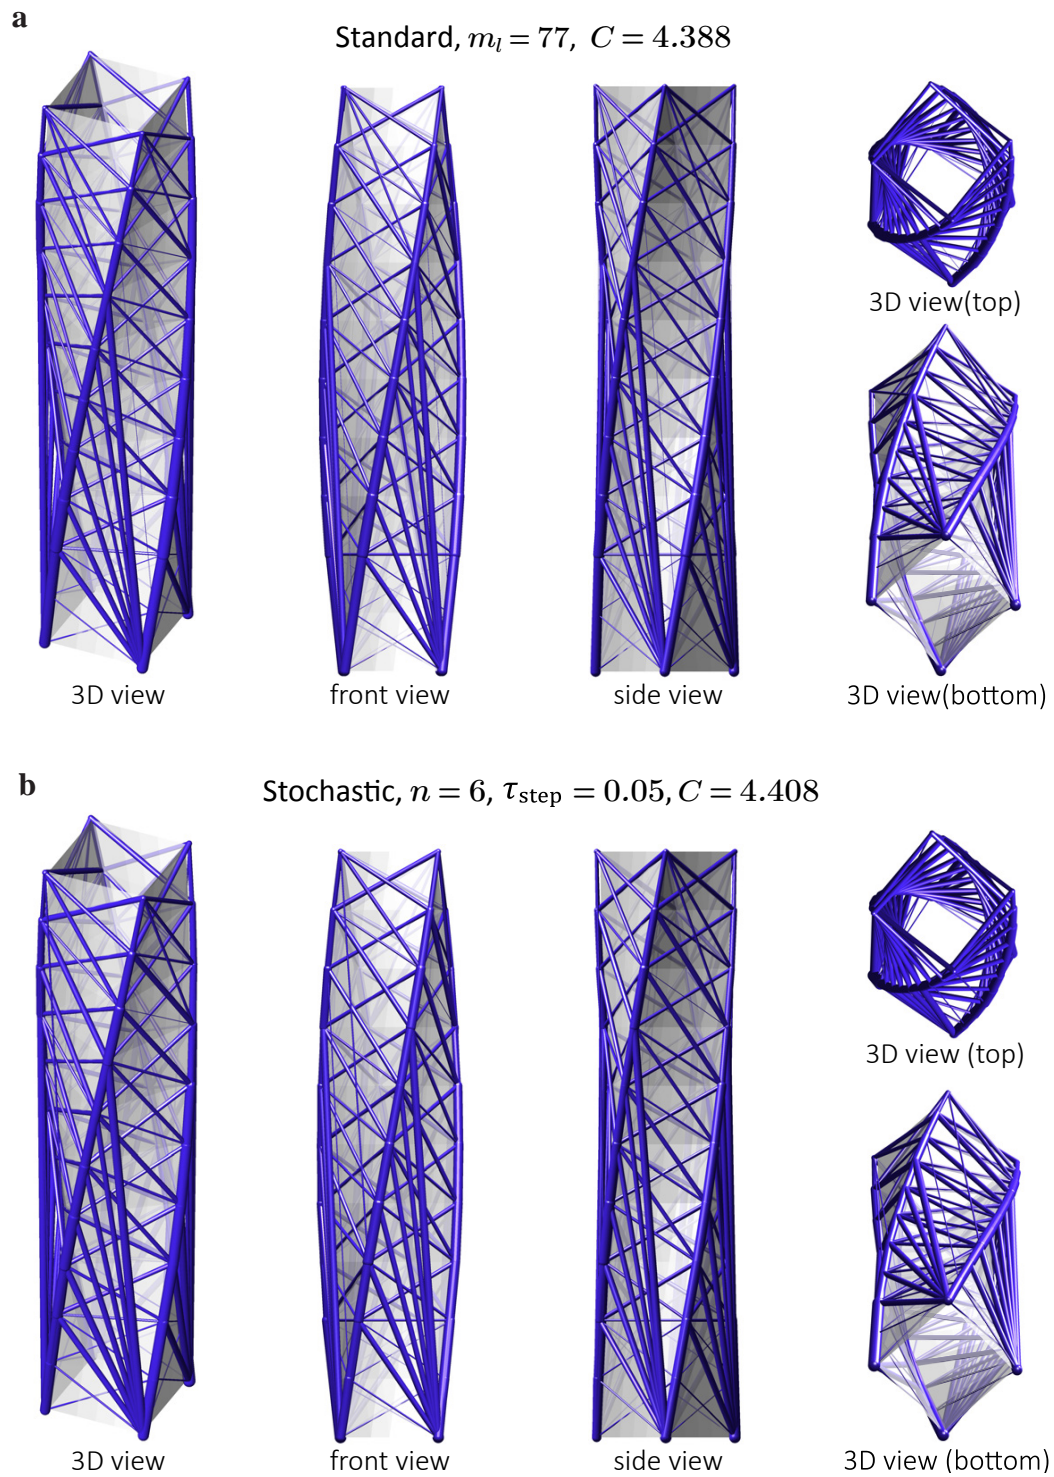 a
Standard, m_l = 77, C = 4.388
3D view(top)
3D view
front view
side view
3D view(bottom)
b
Stochastic, n = 6, τ_step = 0.05, C = 4.408
3D view (top)
3D view
front view
side view
3D view (bottom)